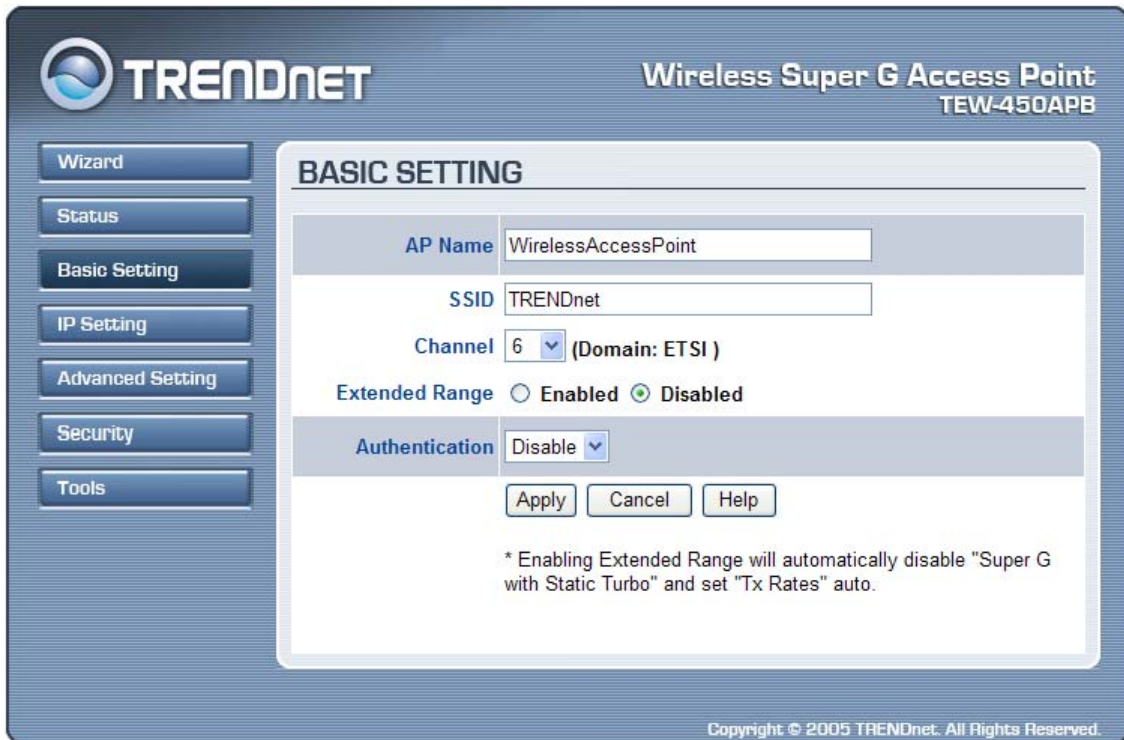 TRENDnet
Wireless Super G Access Point
TEW-450APB
Wizard
Status
Basic Setting
IP Setting
Advanced Setting
Security
Tools
BASIC SETTING
AP Name WirelessAccessPoint
SSID TRENDnet
Channel 6 (Domain: ETSI )
Extended Range Enabled Disabled
Authentication Disable
Apply Cancel Help
* Enabling Extended Range will automatically disable "Super G
with Static Turbo" and set "Tx Rates" auto.
Copyright © 2005 TRENDnet. All Rights Reserved.